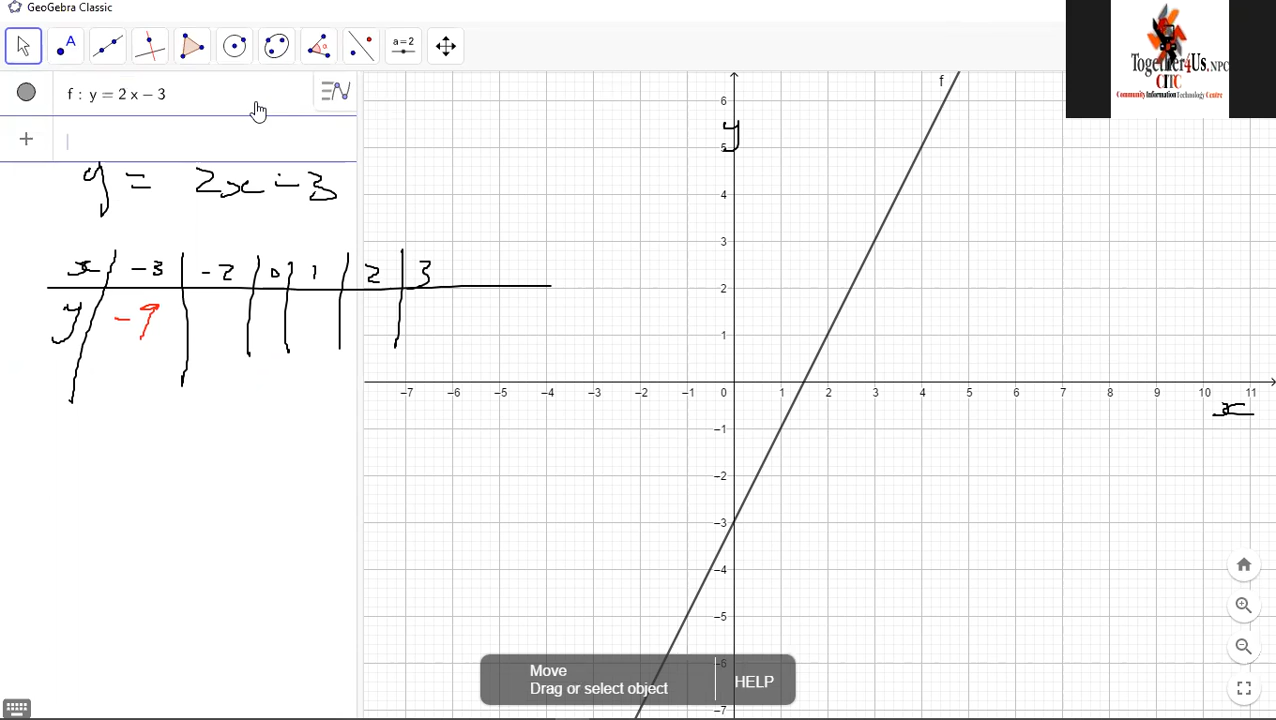 GeoGebra Classic
A
a=2
f : y = 2 x − 3
y = 2x - 3
x -3 -2 0 1 2 3
y -9
f
y
6
5
4
3
2
1
−7 −6 −5 −4 −3 −2 −1 0 1 2 3 4 5 6 7 8 9 10 11
x
−1
−2
−3
−4
−5
−6
−7
Move
Drag or select object
HELP
Together4Us, NPC
CITC
Community Information Technology Centre